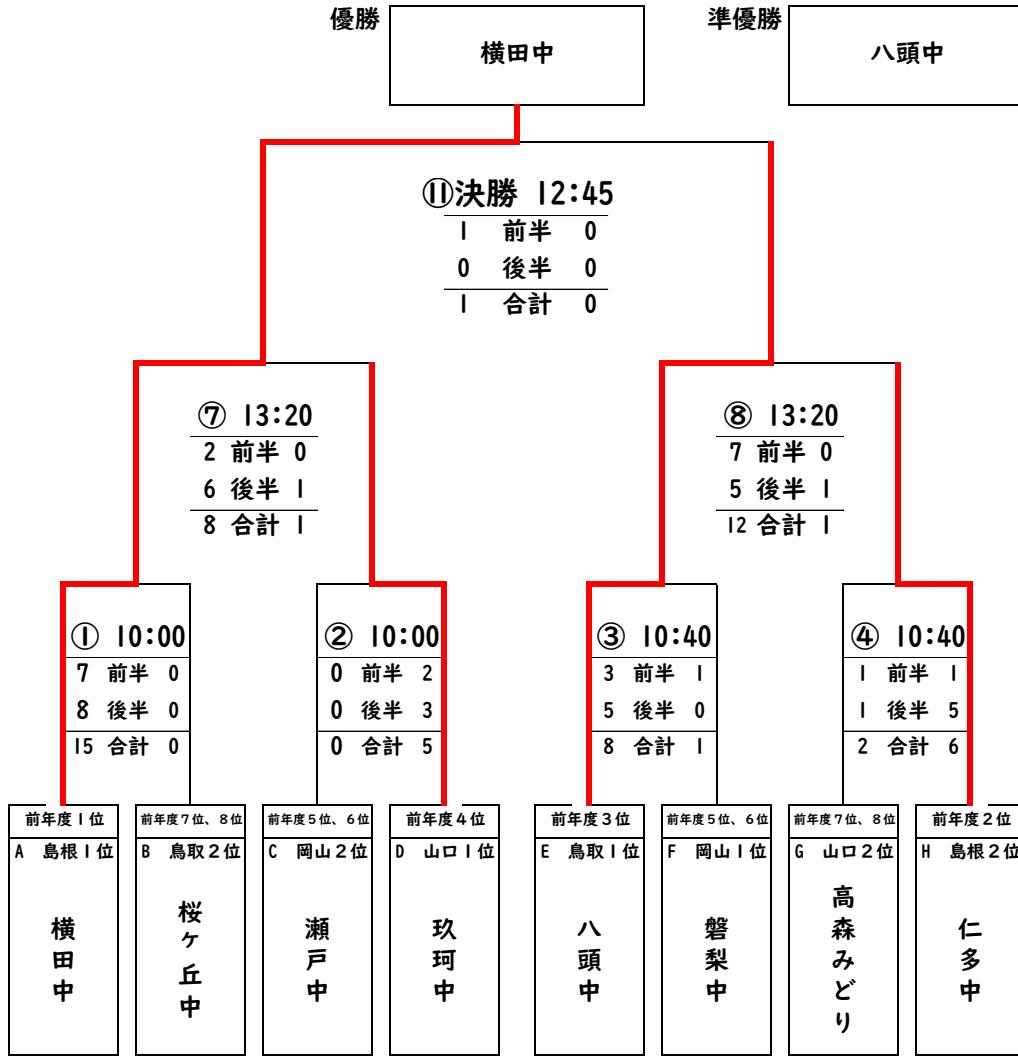 優勝 横田中 準優勝 八頭中
⑪決勝 12:45
1 前半 0
0 後半 0
1 合計 0
⑦ 13:20
2 前半 0
6 後半 1
8 合計 1
⑧ 13:20
7 前半 0
5 後半 1
12 合計 1
① 10:00
7 前半 0
8 後半 0
15 合計 0
② 10:00
0 前半 2
0 後半 3
0 合計 5
③ 10:40
3 前半 1
5 後半 0
8 合計 1
④ 10:40
1 前半 1
1 後半 5
2 合計 6
前年度1位
A 島根1位
横田中
前年度7位、8位
B 鳥取2位
桜ヶ丘中
前年度5位、6位
C 岡山2位
瀬戸中
前年度4位
D 山口1位
玖珂中
前年度3位
E 鳥取1位
八頭中
前年度5位、6位
F 岡山1位
磐梨中
前年度7位、8位
G 山口2位
高森みどり
前年度2位
H 島根2位
仁多中